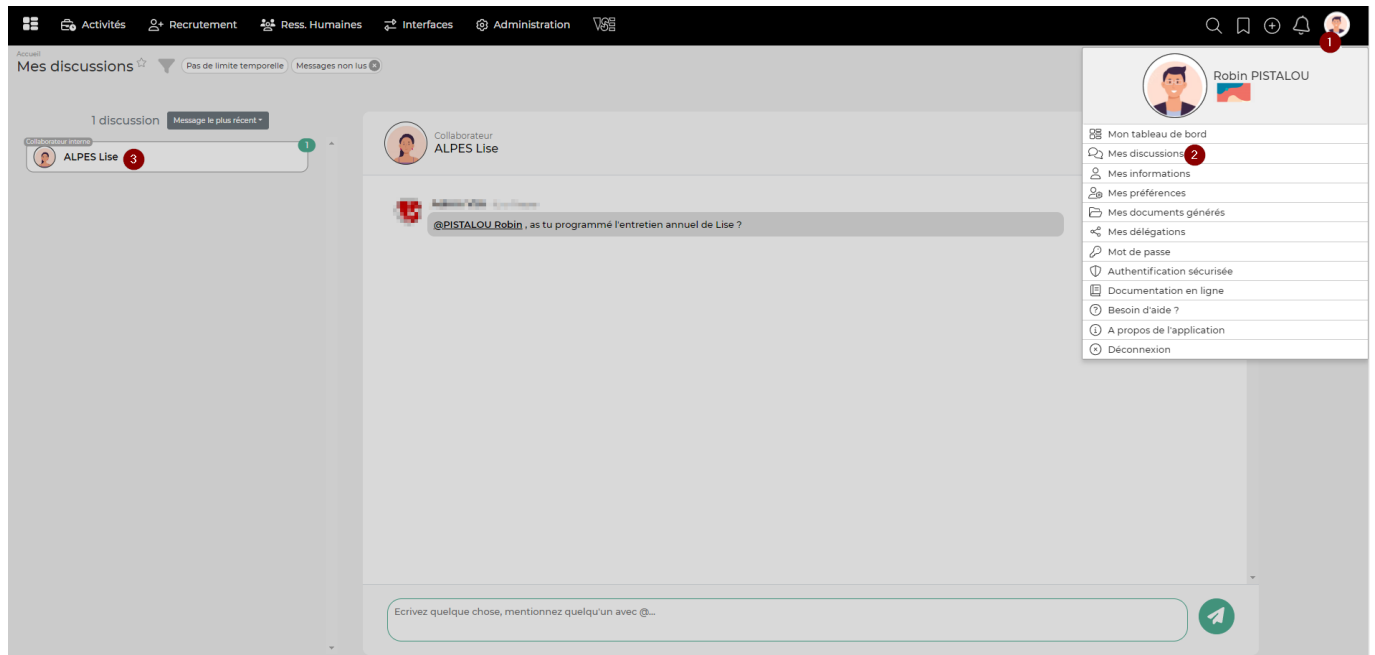 Activités Recrutement Ress. Humaines Interfaces Administration VSE
1
Accueil
Mes discussions Pas de limite temporelle Messages non lus
1 discussion Message le plus récent
Collaborateur interne
1
ALPES Lise 3
Collaborateur
ALPES Lise
@PISTALOU Robin , as tu programmé l'entretien annuel de Lise ?
Ecrivez quelque chose, mentionnez quelqu'un avec @...
Robin PISTALOU
Mon tableau de bord
Mes discussions 2
Mes informations
Mes préférences
Mes documents générés
Mes délégations
Mot de passe
Authentification sécurisée
Documentation en ligne
Besoin d'aide ?
A propos de l'application
Déconnexion